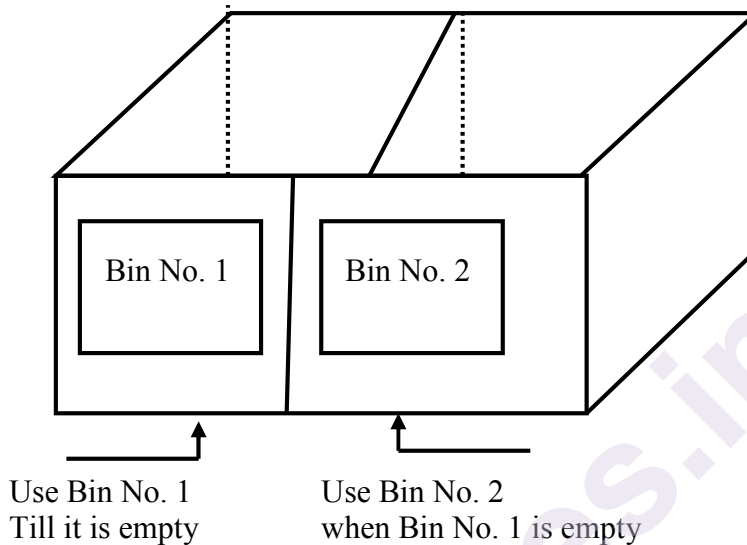 Bin No. 1
Bin No. 2
Use Bin No. 1
Till it is empty
Use Bin No. 2
when Bin No. 1 is empty